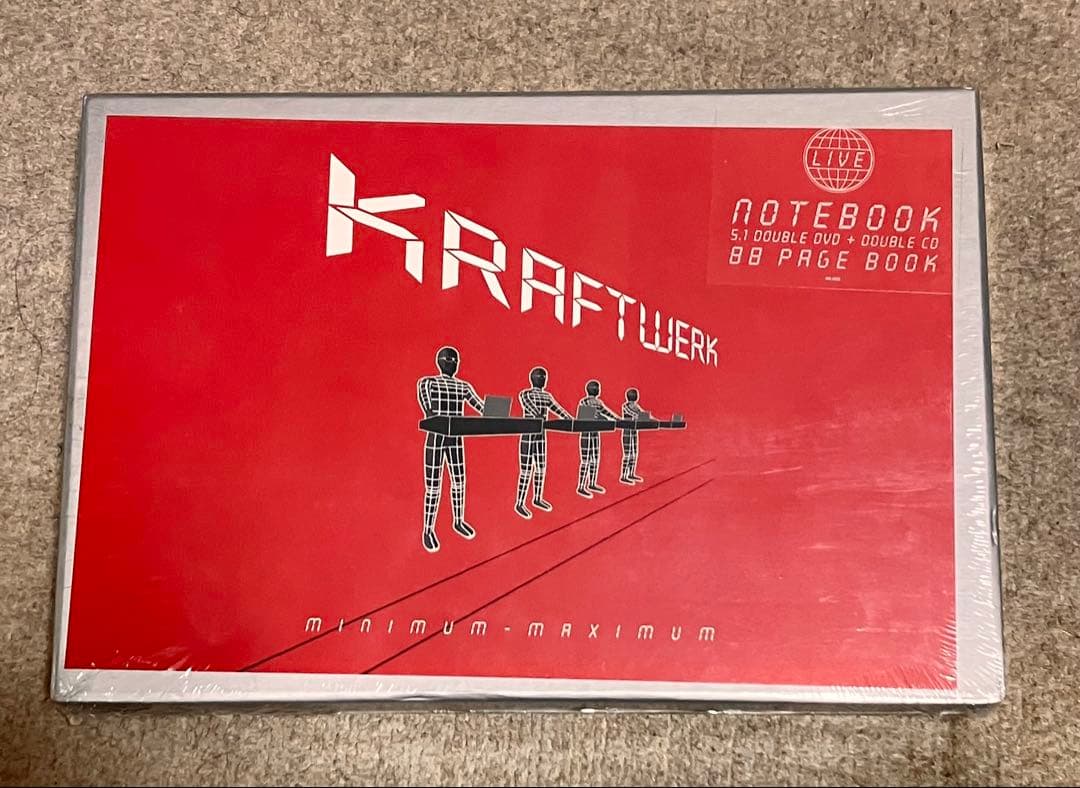 KRAFTWERK
LIVE
NOTEBOOK
5.1 DOUBLE DVD + DOUBLE CD
88 PAGE BOOK
MINIMUM-MAXIMUM